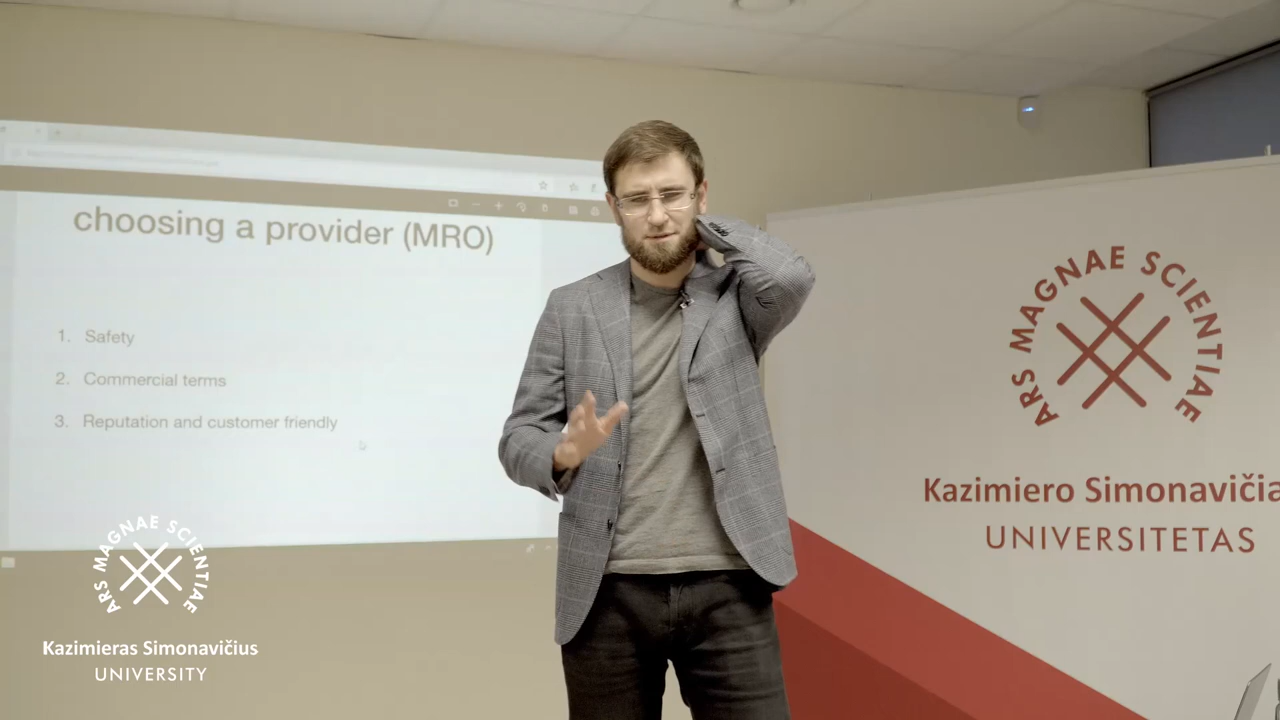 choosing a provider (MRO)
1. Safety
2. Commercial terms
3. Reputation and customer friendly
ARS MAGNAE SCIENTIAE
Kazimieras Simonavičius
UNIVERSITY
ARS MAGNAE SCIENTIAE
Kazimiero Simonavičia
UNIVERSITETAS